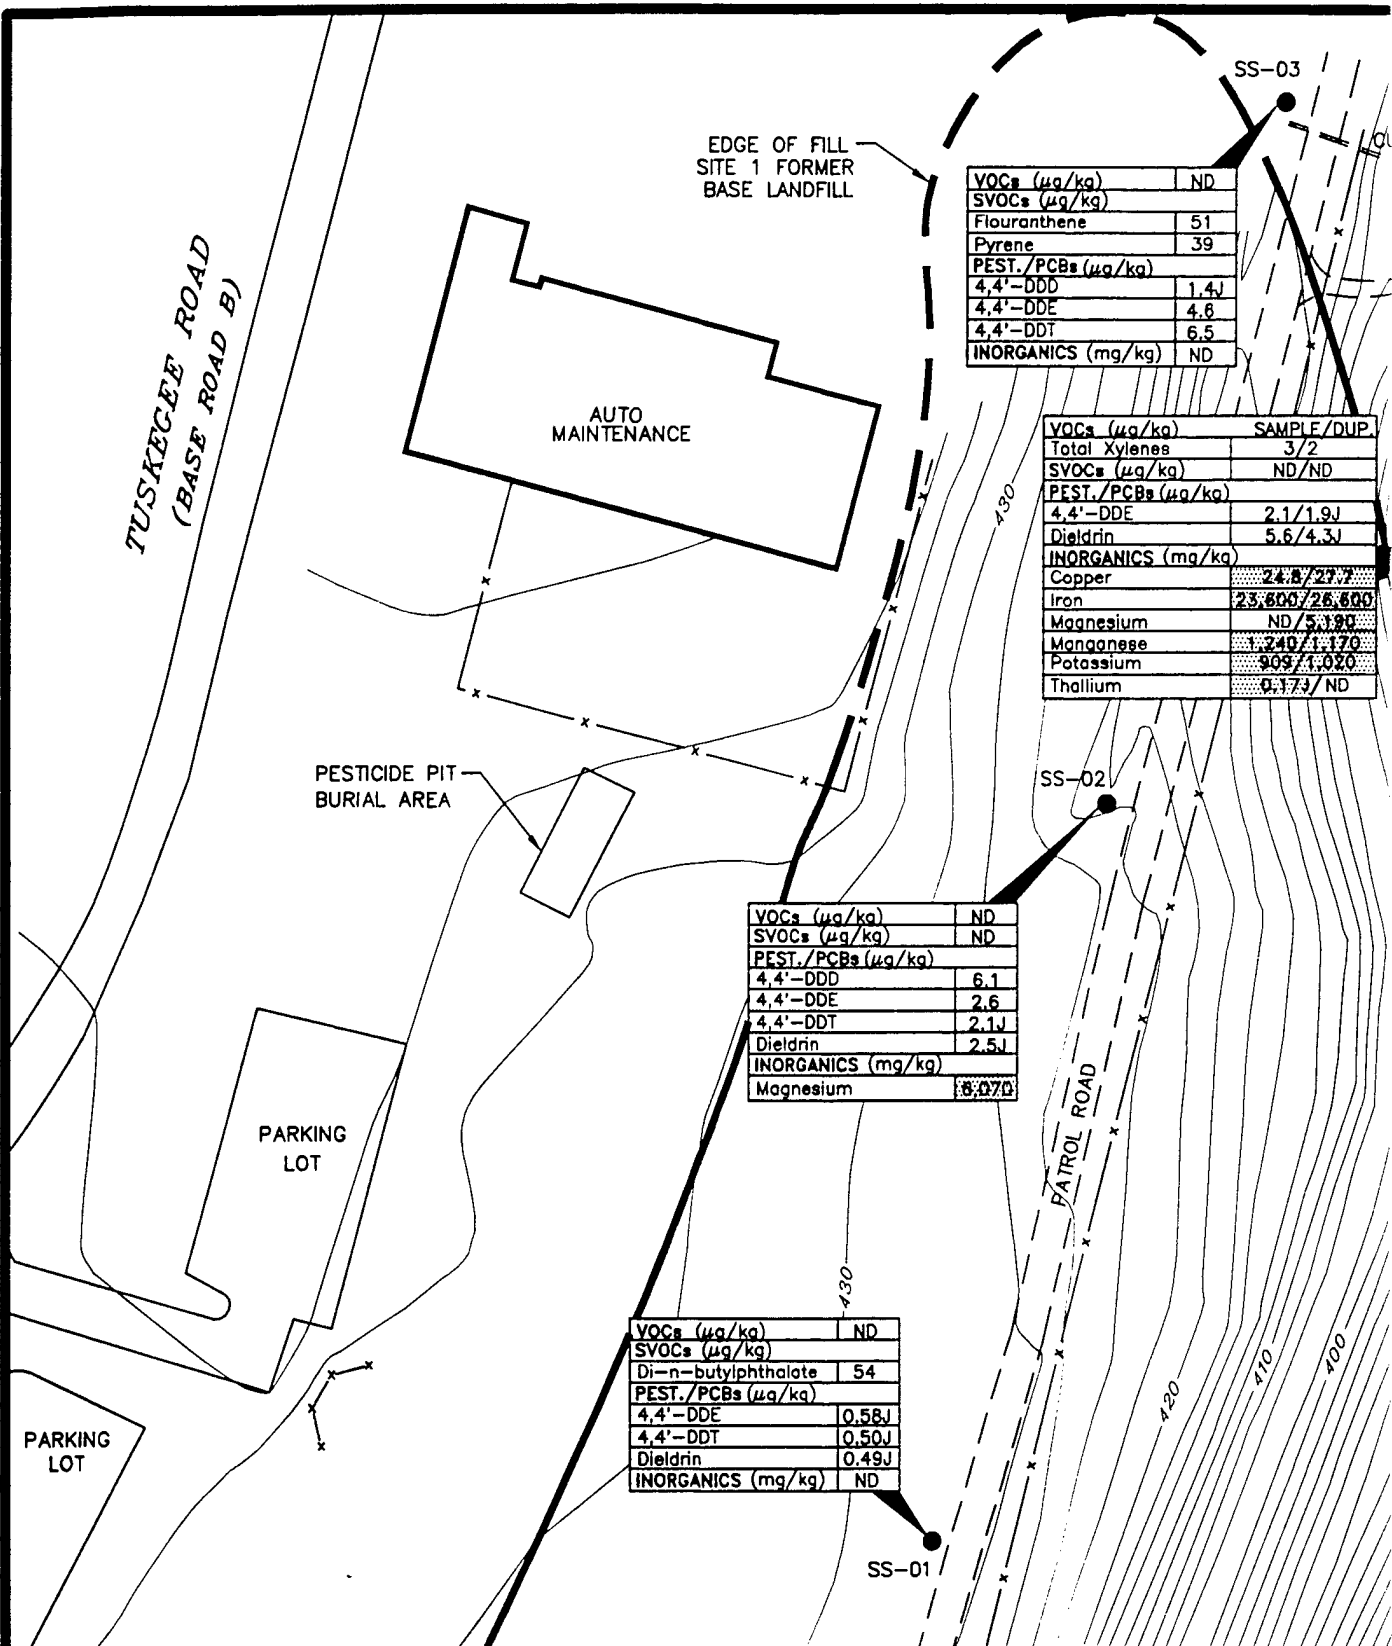 SS-03
EDGE OF FILL
SITE 1 FORMER
BASE LANDFILL
VOCs (µg/kg) ND
SVOCs (µg/kg)
Flouranthene 51
Pyrene 39
PEST./PCBs (µg/kg)
4,4'-DDD 1.4J
4,4'-DDE 4.6
4,4'-DDT 6.5
INORGANICS (mg/kg) ND
TUSKEGEE ROAD
(BASE ROAD B)
AUTO
MAINTENANCE
430
VOCs (µg/kg) SAMPLE/DUP.
Total Xylenes 3/2
SVOCs (µg/kg) ND/ND
PEST./PCBs (µg/kg)
4,4'-DDE 2.1/1.9J
Dieldrin 5.6/4.3J
INORGANICS (mg/kg)
Copper 24.8/27.7
Iron 23,600/26,600
Magnesium ND/5,190
Manganese 1,240/1,170
Potassium 909/1,020
Thallium 0.17J/ND
PESTICIDE PIT
BURIAL AREA
SS-02
VOCs (µg/kg) ND
SVOCs (µg/kg) ND
PEST./PCBs (µg/kg)
4,4'-DDD 6.1
4,4'-DDE 2.6
4,4'-DDT 2.1J
Dieldrin 2.5J
INORGANICS (mg/kg)
Magnesium 6,070
PATROL ROAD
PARKING
LOT
430
VOCs (µg/kg) ND
SVOCs (µg/kg)
Di-n-butylphthalate 54
PEST./PCBs (µg/kg)
4,4'-DDE 0.58J
4,4'-DDT 0.50J
Dieldrin 0.49J
INORGANICS (mg/kg) ND
420
410
400
PARKING
LOT
SS-01